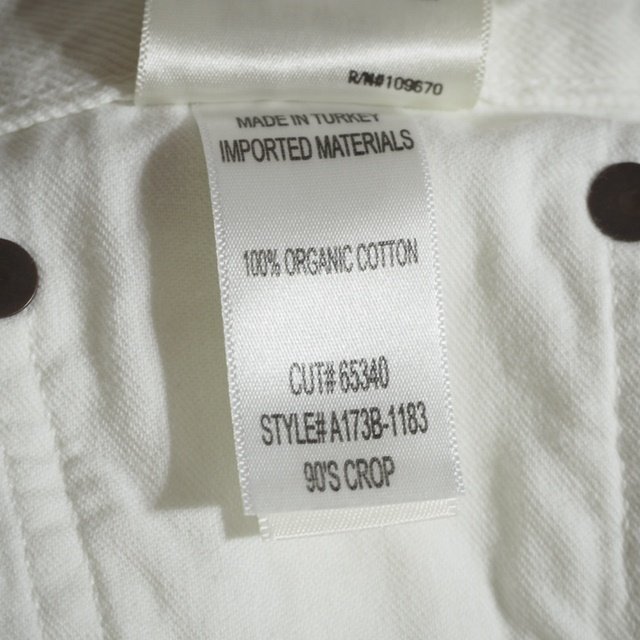 R/N#109670
MADE IN TURKEY
IMPORTED MATERIALS
100% ORGANIC COTTON
CUT# 65340
STYLE# A173B-1183
90'S CROP